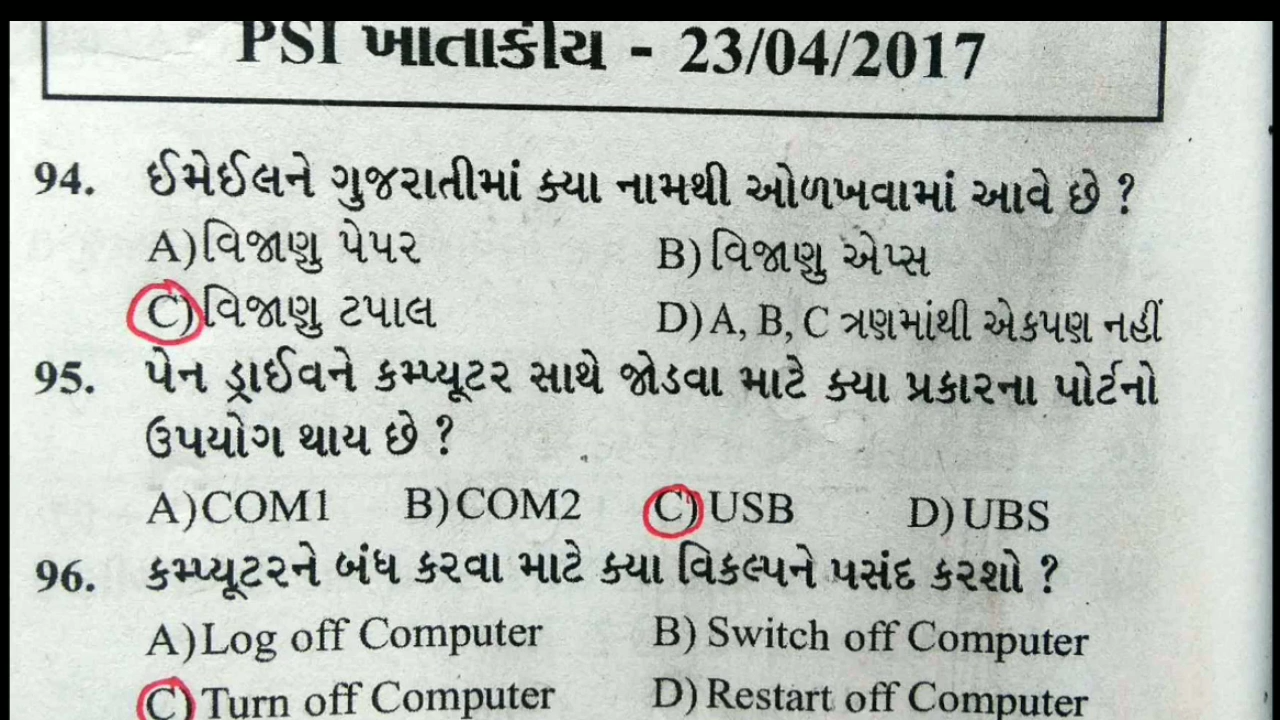 PSI ખાતાકીય - 23/04/2017
94. ઈમેઈલને ગુજરાતીમાં ક્યા નામથી ઓળખવામાં આવે છે ?
A) વિજાણુ પેપર B) વિજાણુ એપ્સ
C) વિજાણુ ટપાલ D) A, B, C ત્રણમાંથી એકપણ નહીં
95. પેન ડ્રાઈવને કમ્પ્યૂટર સાથે જોડવા માટે ક્યા પ્રકારના પોર્ટનો
ઉપયોગ થાય છે ?
A) COM1 B) COM2 C) USB D) UBS
96. કમ્પ્યૂટરને બંધ કરવા માટે ક્યા વિકલ્પને પસંદ કરશો ?
A) Log off Computer B) Switch off Computer
C) Turn off Computer D) Restart off Computer